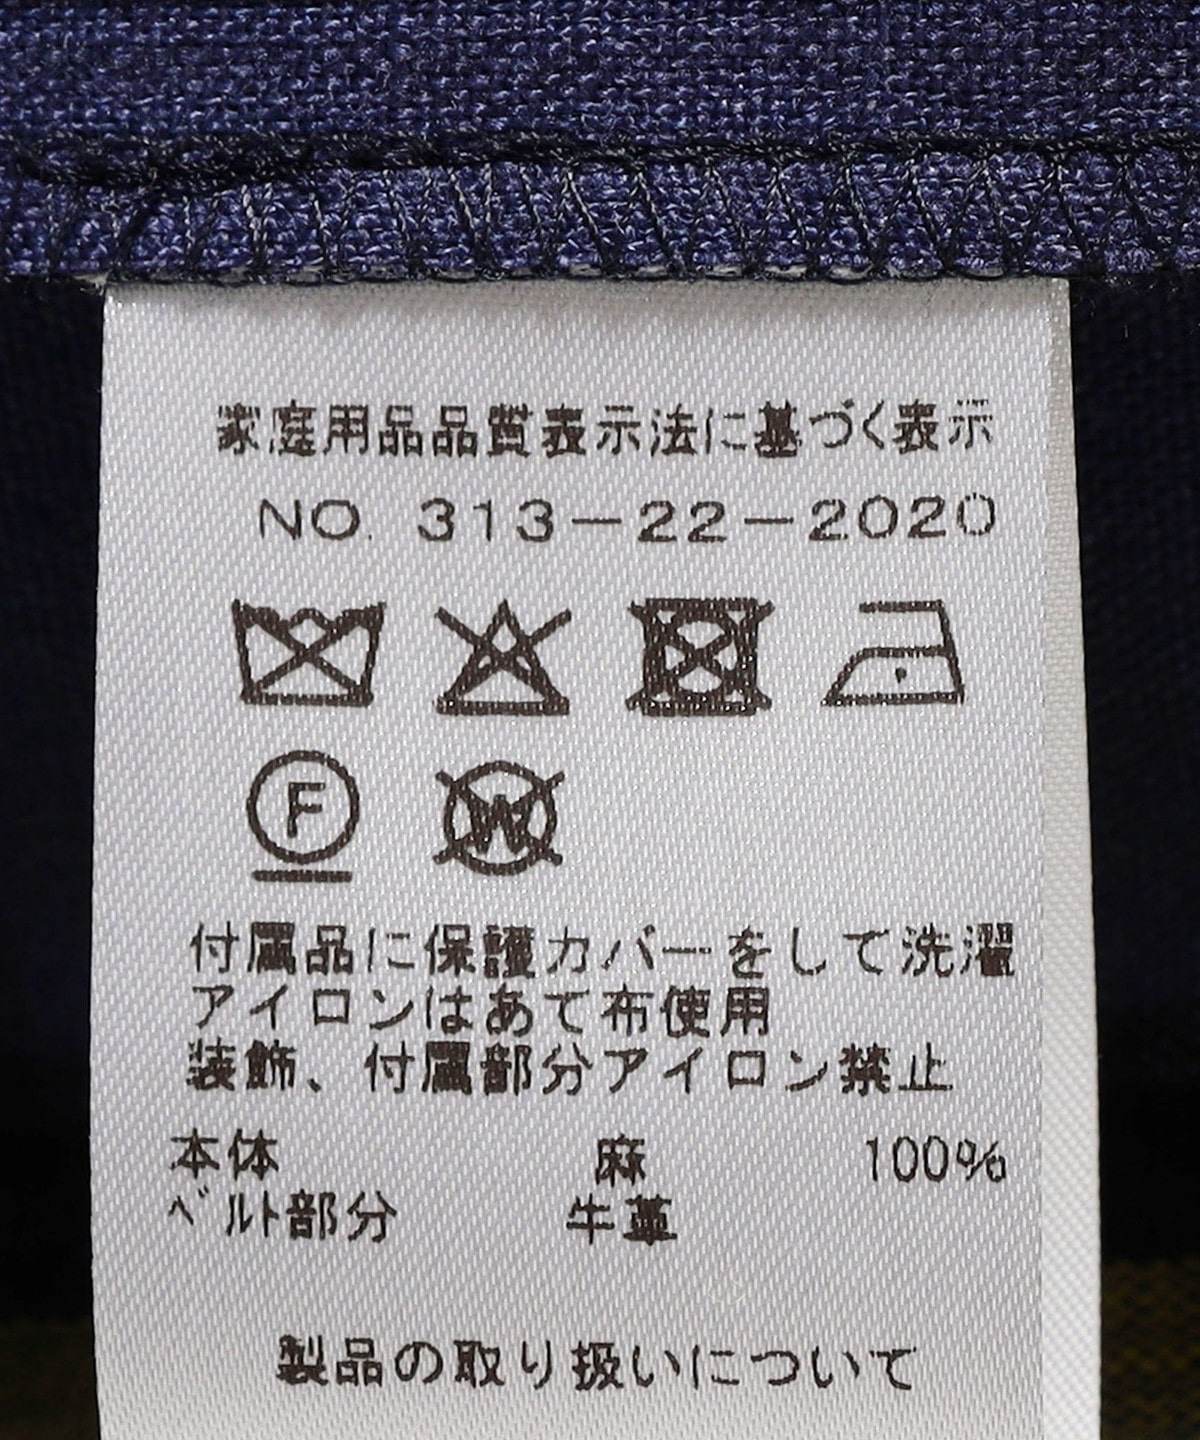 家庭用品品質表示法に基づく表示
NO. 313－22－2020
F W
付属品に保護カバーをして洗濯
アイロンはあて布使用
装飾、付属部分アイロン禁止
本体 麻 100%
ﾍﾞﾙﾄ部分 牛革
製品の取り扱いについて